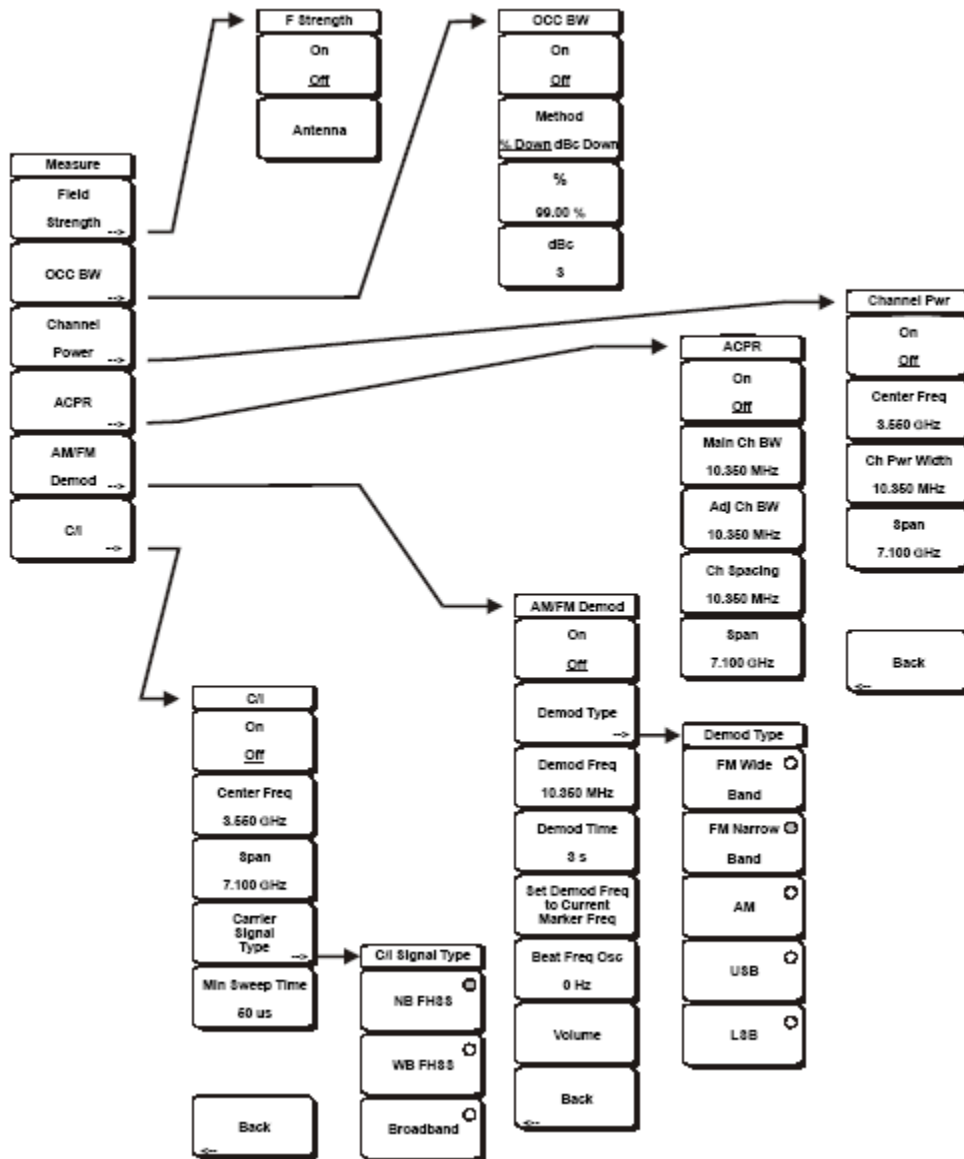 Measure
Field
Strength
-->
OCC BW
-->
Channel
Power
-->
ACPR
-->
AM/FM
Demod
-->
C/I
-->
F Strength
On
Off
Antenna
OCC BW
On
Off
Method
% Down dBc Down
%
99.00 %
dBc
3
Channel Pwr
On
Off
Center Freq
3.550 GHz
Ch Pwr Width
10.350 MHz
Span
7.100 GHz
Back
<--
ACPR
On
Off
Main Ch BW
10.350 MHz
Adj Ch BW
10.350 MHz
Ch Spacing
10.350 MHz
Span
7.100 GHz
AM/FM Demod
On
Off
Demod Type
-->
Demod Freq
10.350 MHz
Demod Time
3 s
Set Demod Freq
to Current
Marker Freq
Beat Freq Osc
0 Hz
Volume
Back
<--
Demod Type
FM Wide
Band
FM Narrow
Band
AM
USB
LSB
C/I
On
Off
Center Freq
3.550 GHz
Span
7.100 GHz
Carrier
Signal
Type
-->
Min Sweep Time
50 us
Back
<--
C/I Signal Type
NB FHSS
WB FHSS
Broadband